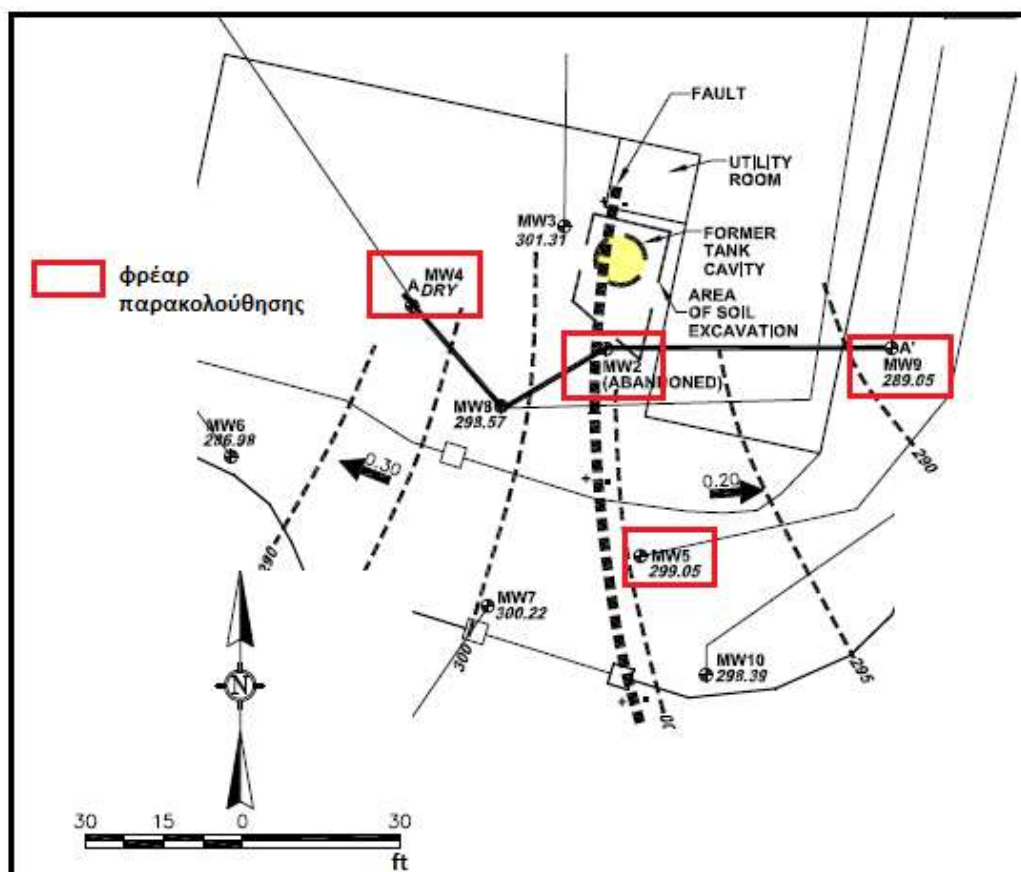 FAULT
UTILITY
ROOM
MW3
301.31
FORMER
TANK
CAVITY
φρέαρ
παρακολούθησης
A
MW4
DRY
AREA
OF SOIL
EXCAVATION
A'
MW2
(ABANDONED)
MW9
289.05
MW8
298.57
MW6
286.98
0.30
290
0.20
290
MW5
299.05
MW7
300.22
300
MW10
298.39
295
00
N
30 15 0 30
ft